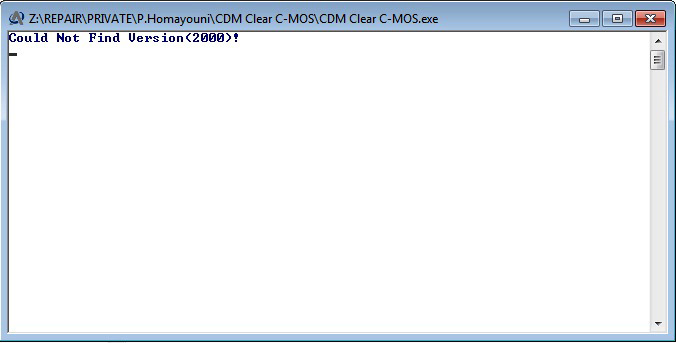 Z:\REPAIR\PRIVATE\P.Homayouni\CDM Clear C-MOS\CDM Clear C-MOS.exe
Could Not Find Version(2000)!